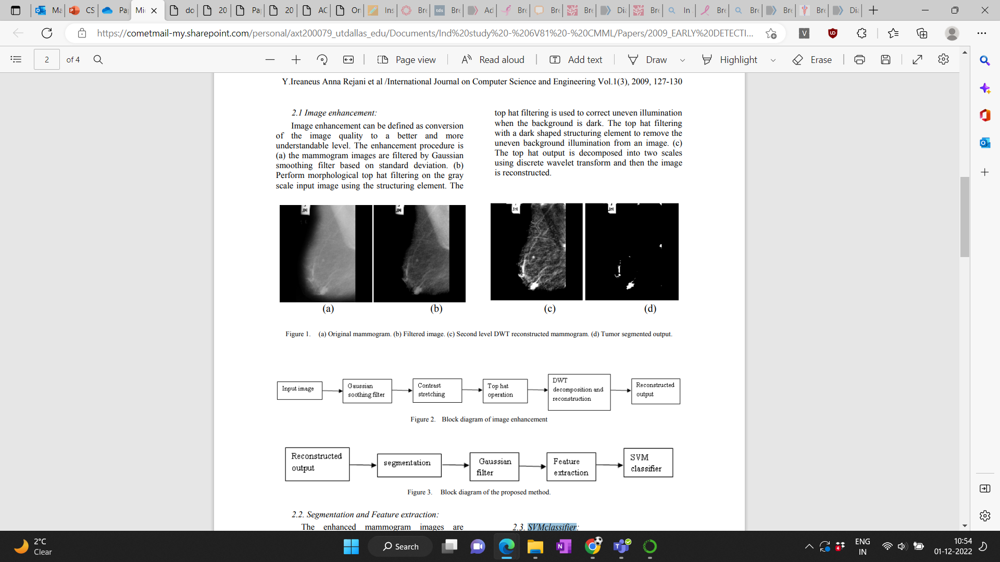 Ma
CS
Pa
Mi
do
20
Pa
20
AC
On
Ins
Bre
tds
Bre
Ad
Bre
Bre
Bre
Dia
Bre
In
Bre
Bre
Bre
Bre
Dia
https://cometmail-my.sharepoint.com/personal/axt200079_utdallas_edu/Documents/Ind%20study%20-%206V81%20-%20CMML/Papers/2009_EARLY%20DETECTI...
2 of 4
Page view
Read aloud
Add text
Draw
Highlight
Erase
Y.Ireaneus Anna Rejani et al /International Journal on Computer Science and Engineering Vol.1(3), 2009, 127-130
2.1 Image enhancement:
Image enhancement can be defined as conversion
of the image quality to a better and more
understandable level. The enhancement procedure is
(a) the mammogram images are filtered by Gaussian
smoothing filter based on standard deviation. (b)
Perform morphological top hat filtering on the gray
scale input image using the structuring element. The
top hat filtering is used to correct uneven illumination
when the background is dark. The top hat filtering
with a dark shaped structuring element to remove the
uneven background illumination from an image. (c)
The top hat output is decomposed into two scales
using discrete wavelet transform and then the image
is reconstructed.
(a) (b) (c) (d)
Figure 1. (a) Original mammogram. (b) Filtered image. (c) Second level DWT reconstructed mammogram. (d) Tumor segmented output.
Input image
Gaussian
soothing filter
Contrast
stretching
Top hat
operation
DWT
decomposition and
reconstruction
Reconstructed
output
Figure 2. Block diagram of image enhancement
Reconstructed
output
segmentation
Gaussian
filter
Feature
extraction
SVM
classifier
Figure 3. Block diagram of the proposed method.
2.2. Segmentation and Feature extraction:
The enhanced mammogram images are
2.3. SVMclassifier:
2°C
Clear
Search
ENG
IN
10:54
01-12-2022